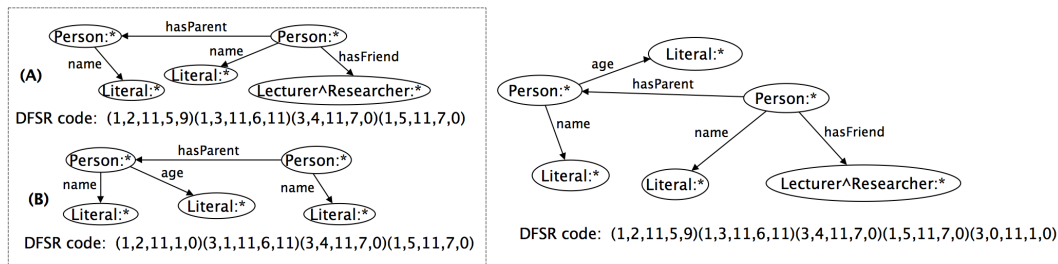 hasParent
Person:*
Person:*
name
name
hasFriend
(A)
Literal:*
Literal:*
Lecturer^Researcher:*
DFSR code: (1,2,11,5,9)(1,3,11,6,11)(3,4,11,7,0)(1,5,11,7,0)
hasParent
Person:*
Person:*
name
age
name
(B)
Literal:*
Literal:*
Literal:*
DFSR code: (1,2,11,1,0)(3,1,11,6,11)(3,4,11,7,0)(1,5,11,7,0)
Literal:*
age
hasParent
Person:*
Person:*
name
name
hasFriend
Literal:*
Literal:*
Lecturer^Researcher:*
DFSR code: (1,2,11,5,9)(1,3,11,6,11)(3,4,11,7,0)(1,5,11,7,0)(3,0,11,1,0)